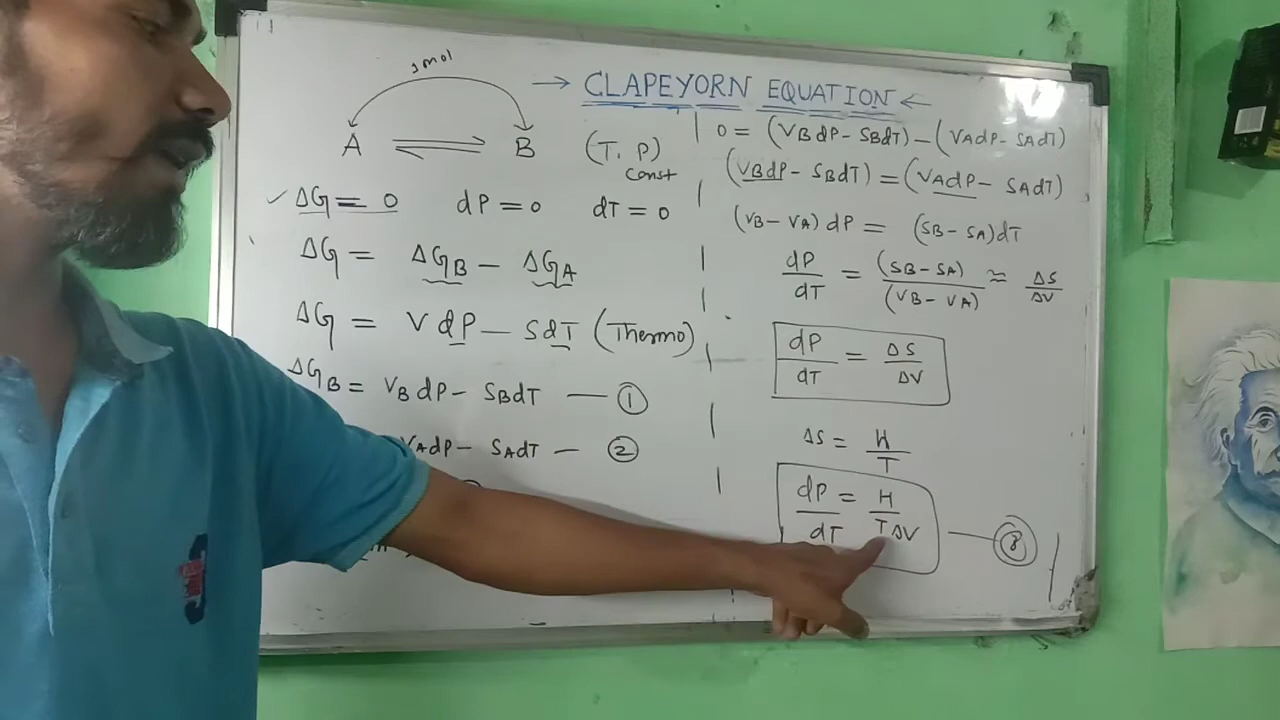 1 mol
→ CLAPEYORN EQUATION ←
A ⇌ B (T, P)
const
✓ ΔG = 0 dP = 0 dT = 0
ΔG = ΔG_B - ΔG_A
ΔG = V dP - SdT (Thermo)
ΔG_B = V_B dP - S_B dT — ①
V_A dP - S_A dT — ②
0 = (V_B dP - S_B dT) - (V_A dP - S_A dT)
(V_B dP - S_B dT) = (V_A dP - S_A dT)
(V_B - V_A) dP = (S_B - S_A) dT
dP/dT = (S_B - S_A)/(V_B - V_A) ≈ ΔS/ΔV
dP/dT = ΔS/ΔV
ΔS = H/T
dP/dT = H/TΔV — ⑧